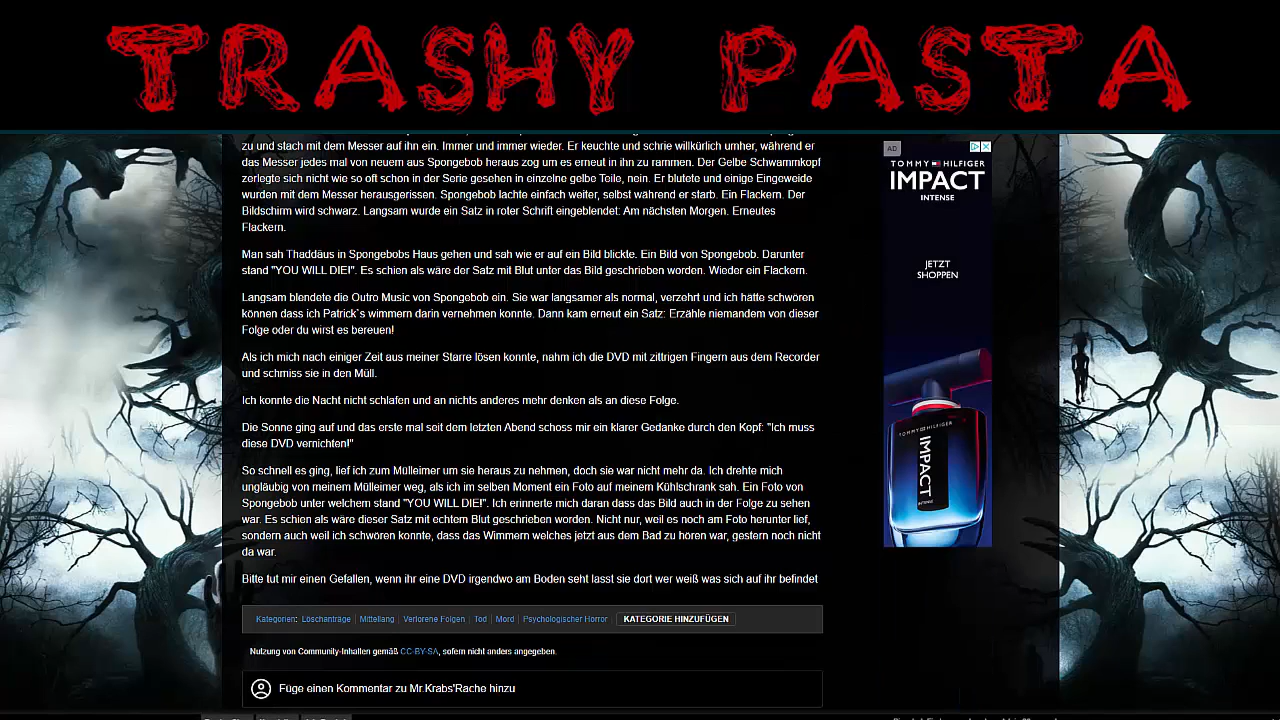 TRASHY PASTA
zu und stach mit dem Messer auf ihn ein. Immer und immer wieder. Er keuchte und schrie willkürlich umher, während er
das Messer jedes mal von neuem aus Spongebob heraus zog um es erneut in ihn zu rammen. Der Gelbe Schwammkopf
zerlegte sich nicht wie so oft schon in der Serie gesehen in einzelne gelbe Teile, nein. Er blutete und einige Eingeweide
wurden mit dem Messer herausgerissen. Spongebob lachte einfach weiter, selbst während er starb. Ein Flackern. Der
Bildschirm wird schwarz. Langsam wurde ein Satz in roter Schrift eingeblendet: Am nächsten Morgen. Erneutes
Flackern.
Man sah Thaddäus in Spongebobs Haus gehen und sah wie er auf ein Bild blickte. Ein Bild von Spongebob. Darunter
stand "YOU WILL DIE!". Es schien als wäre der Satz mit Blut unter das Bild geschrieben worden. Wieder ein Flackern.
Langsam blendete die Outro Music von Spongebob ein. Sie war langsamer als normal, verzehrt und ich hätte schwören
können dass ich Patrick`s wimmern darin vernehmen konnte. Dann kam erneut ein Satz: Erzähle niemandem von dieser
Folge oder du wirst es bereuen!
Als ich mich nach einiger Zeit aus meiner Starre lösen konnte, nahm ich die DVD mit zittrigen Fingern aus dem Recorder
und schmiss sie in den Müll.
Ich konnte die Nacht nicht schlafen und an nichts anderes mehr denken als an diese Folge.
Die Sonne ging auf und das erste mal seit dem letzten Abend schoss mir ein klarer Gedanke durch den Kopf: "Ich muss
diese DVD vernichten!"
So schnell es ging, lief ich zum Mülleimer um sie heraus zu nehmen, doch sie war nicht mehr da. Ich drehte mich
ungläubig von meinem Mülleimer weg, als ich im selben Moment ein Foto auf meinem Kühlschrank sah. Ein Foto von
Spongebob unter welchem stand "YOU WILL DIE!". Ich erinnerte mich daran dass das Bild auch in der Folge zu sehen
war. Es schien als wäre dieser Satz mit echtem Blut geschrieben worden. Nicht nur, weil es noch am Foto herunter lief,
sondern auch weil ich schwören konnte, dass das Wimmern welches jetzt aus dem Bad zu hören war, gestern noch nicht
da war.
Bitte tut mir einen Gefallen, wenn ihr eine DVD irgendwo am Boden seht lasst sie dort wer weiß was sich auf ihr befindet
Kategorien: Löschanträge Mittellang Verlorene Folgen Tod Mord Psychologischer Horror KATEGORIE HINZUFÜGEN
Nutzung von Community-Inhalten gemäß CC-BY-SA, sofern nicht anders angegeben.
Füge einen Kommentar zu Mr.Krabs'Rache hinzu
AD
TOMMY HILFIGER
IMPACT
INTENSE
JETZT
SHOPPEN
TOMMY HILFIGER
IMPACT
INTENSE